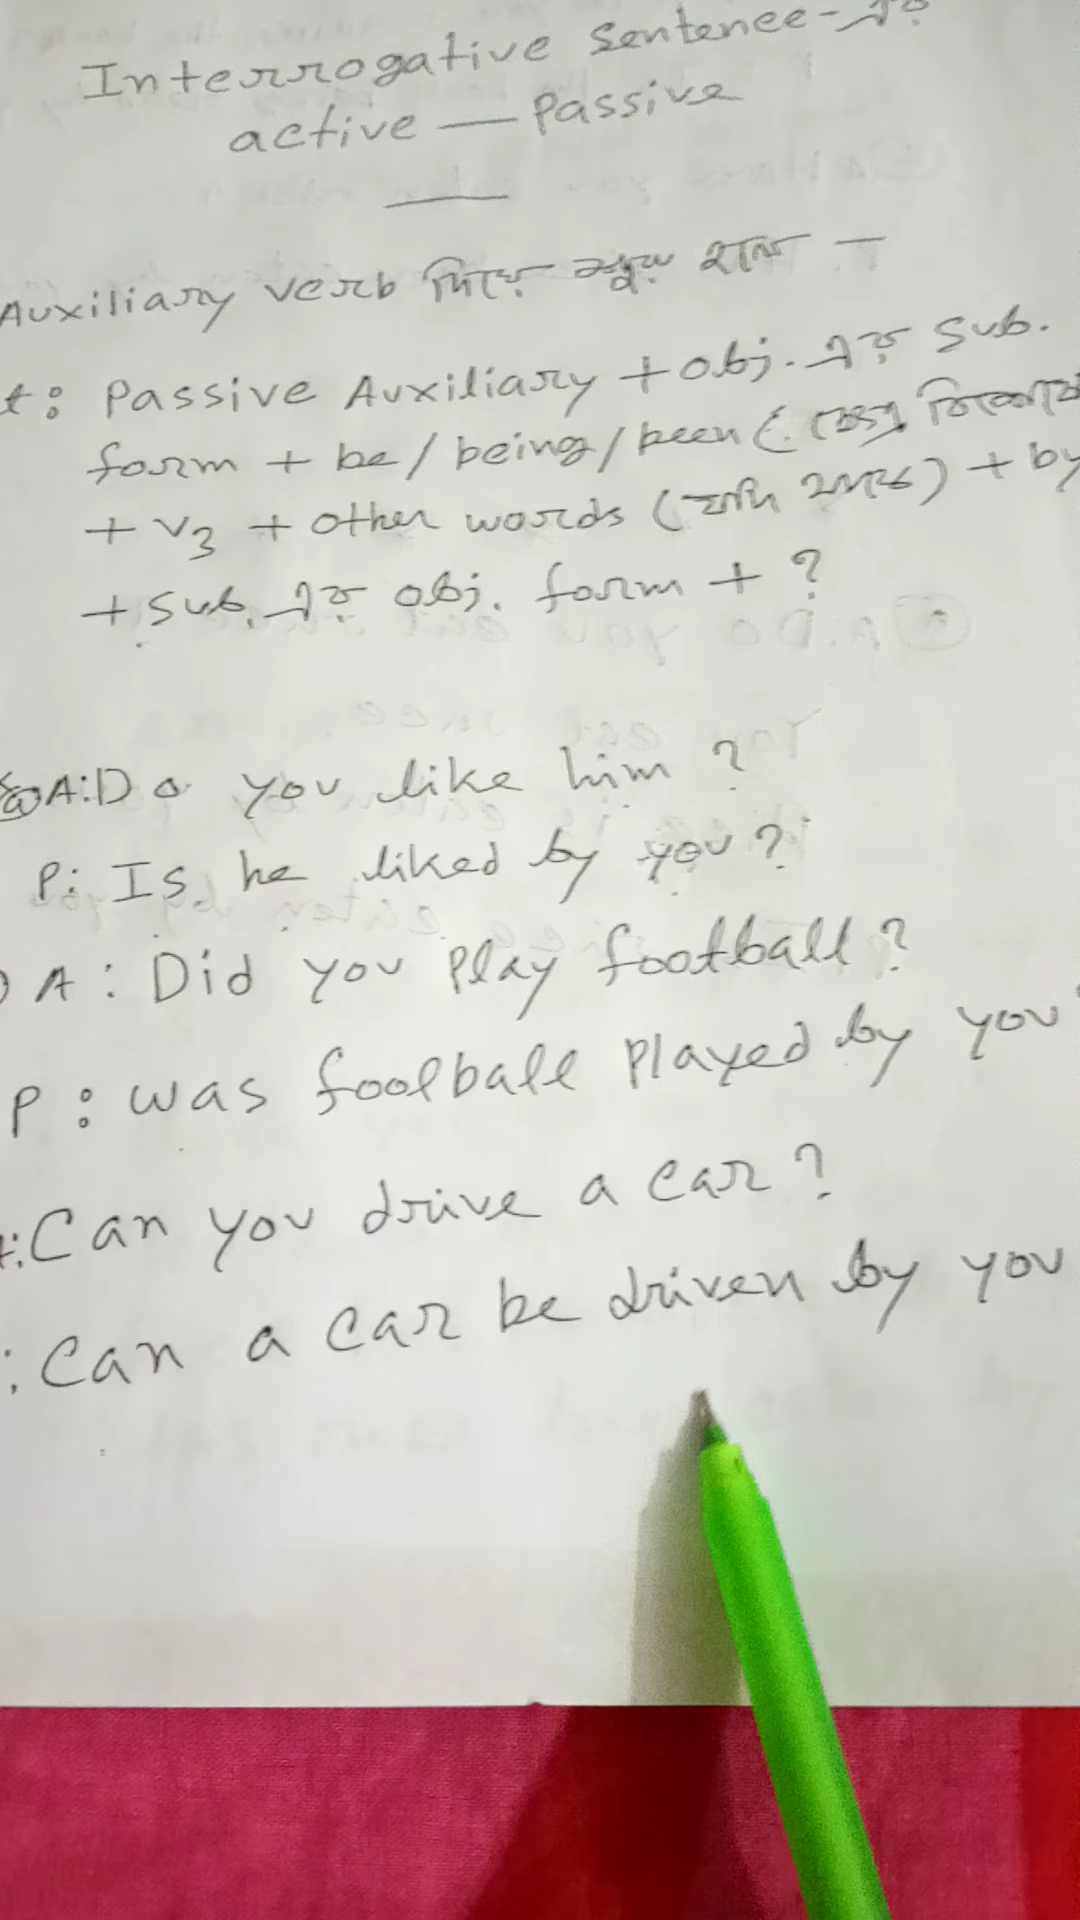 Interrogative Sentence-এর
active — Passive
Auxiliary verb দিয়ে শুরু হলে —
t: Passive Auxiliary + obj. এর Sub.
form + be/being/been (
+ V3 + other words (যদি থাকে) + by
+ Sub. এর obj. form + ?
A: Do you like him ?
P: Is he liked by you ?
A : Did you Play football ?
P : was foolball Played by you
: Can you drive a car ?
: Can a car be driven by you